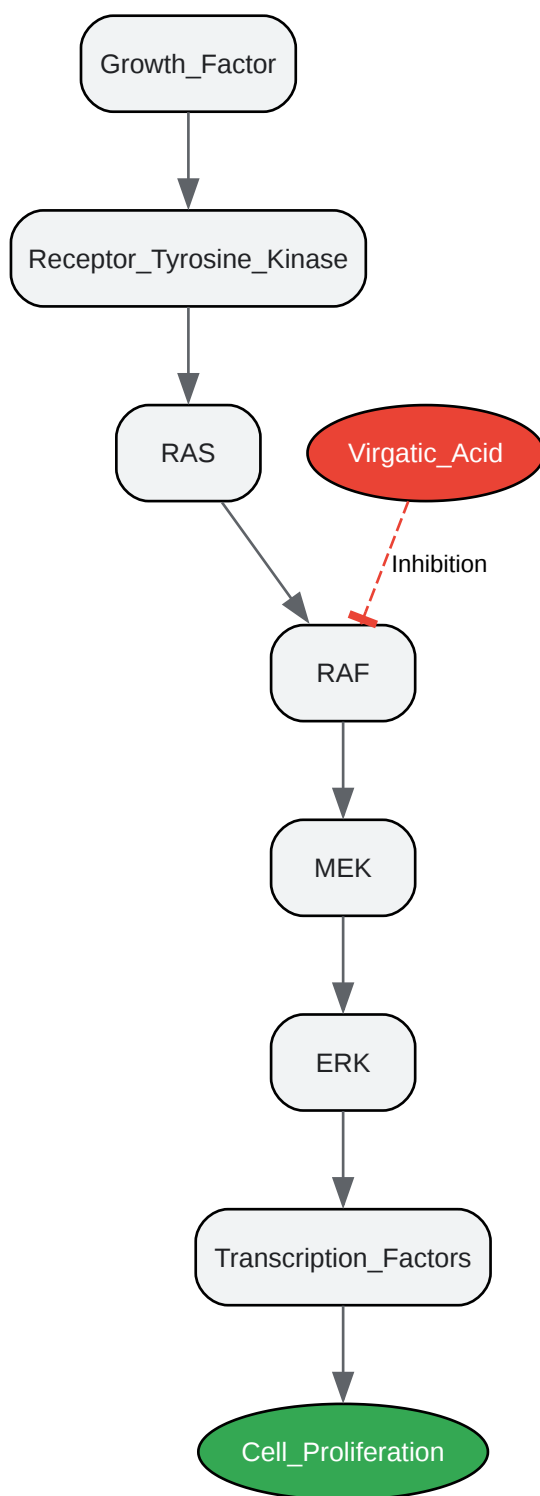 Growth_Factor
Receptor_Tyrosine_Kinase
RAS
Virgatic_Acid
Inhibition
RAF
MEK
ERK
Transcription_Factors
Cell_Proliferation